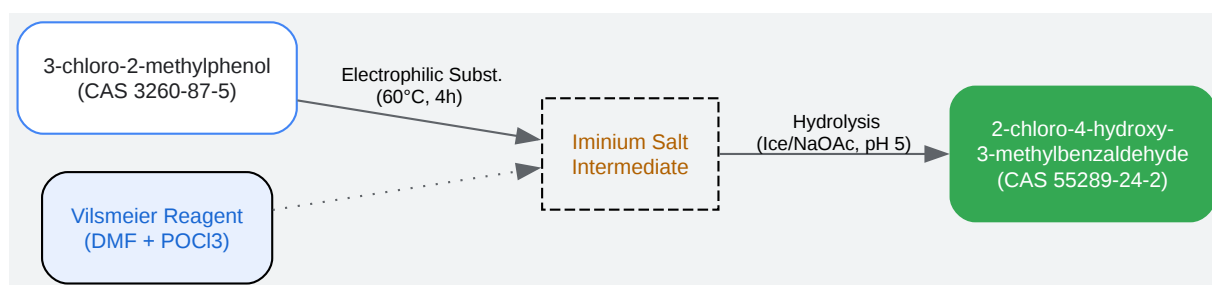 3-chloro-2-methylphenol
(CAS 3260-87-5)
Electrophilic Subst.
(60°C, 4h)
Vilsmeier Reagent
(DMF + POCl3)
Iminium Salt
Intermediate
Hydrolysis
(Ice/NaOAc, pH 5)
2-chloro-4-hydroxy-
3-methylbenzaldehyde
(CAS 55289-24-2)